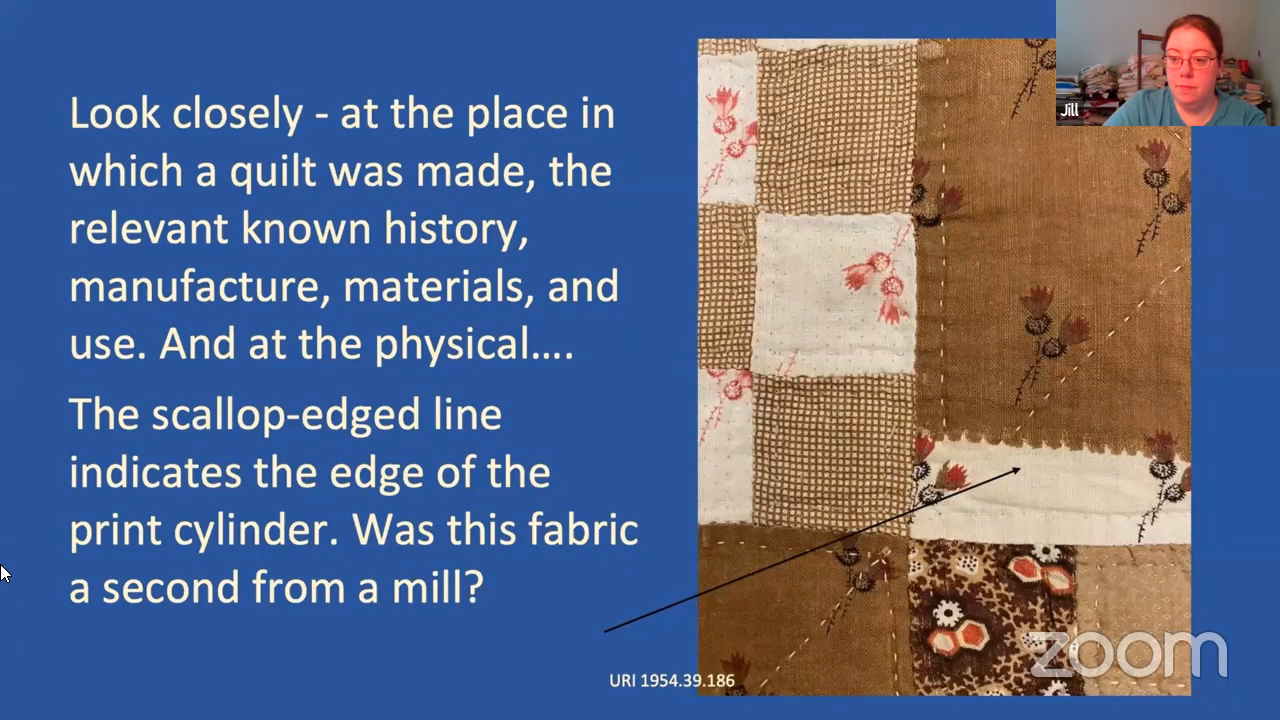 Look closely - at the place in
which a quilt was made, the
relevant known history,
manufacture, materials, and
use. And at the physical….
The scallop-edged line
indicates the edge of the
print cylinder. Was this fabric
a second from a mill?
URI 1954.39.186
Jill
zoom